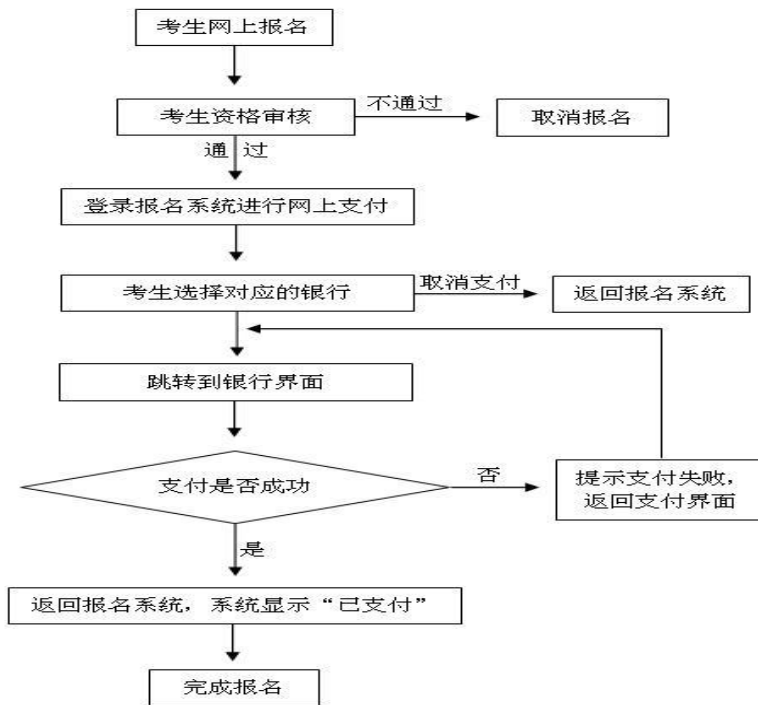 考生网上报名
考生资格审核
不通过
取消报名
通 过
登录报名系统进行网上支付
考生选择对应的银行
取消支付
返回报名系统
跳转到银行界面
支付是否成功
否
提示支付失败，
返回支付界面
是
返回报名系统，系统显示“已支付”
完成报名